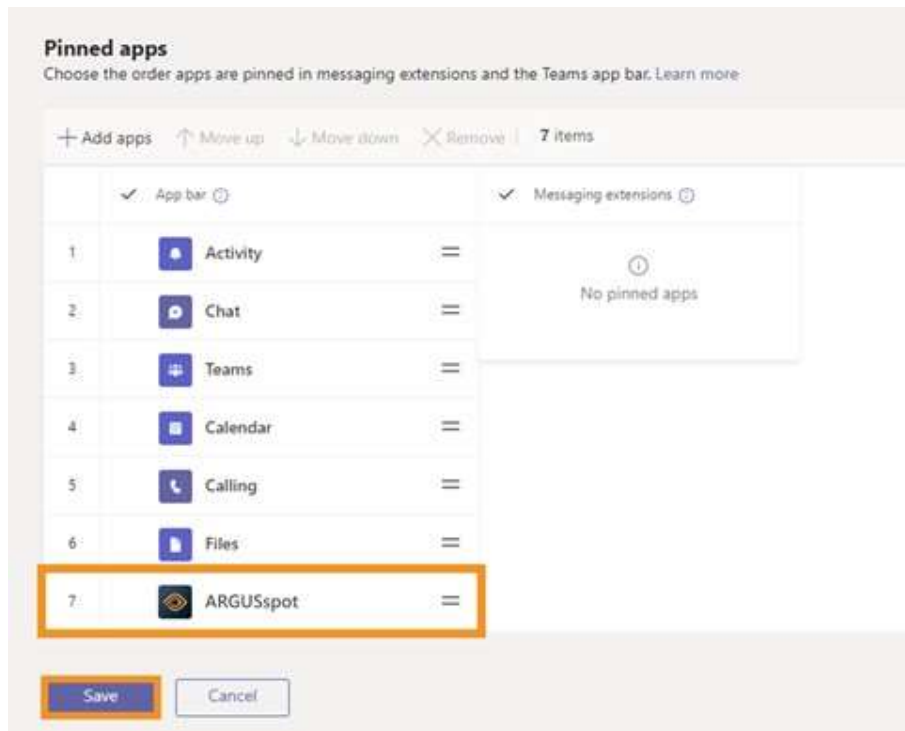 Pinned apps
Choose the order apps are pinned in messaging extensions and the Teams app bar. Learn more
Add apps Move up Move down Remove 7 items
App bar Messaging extensions
1 Activity
No pinned apps
2 Chat
3 Teams
4 Calendar
5 Calling
6 Files
7 ARGUSspot
Save Cancel